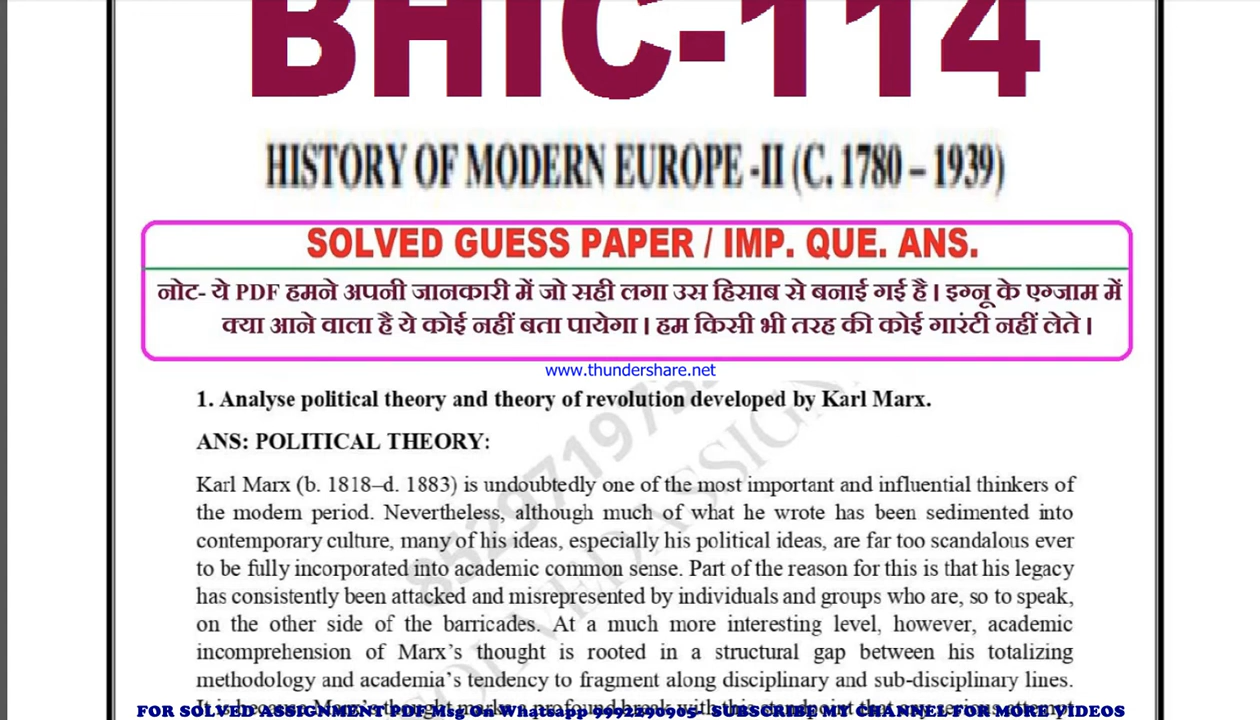 BHIC-114
HISTORY OF MODERN EUROPE -II (C. 1780 – 1939)
SOLVED GUESS PAPER / IMP. QUE. ANS.
नोट- ये PDF हमने अपनी जानकारी में जो सही लगा उस हिसाब से बनाई गई है। इग्नू के एग्जाम में
क्या आने वाला है ये कोई नहीं बता पायेगा। हम किसी भी तरह की कोई गारंटी नहीं लेते।
www.thundershare.net
1. Analyse political theory and theory of revolution developed by Karl Marx.
ANS: POLITICAL THEORY:
Karl Marx (b. 1818–d. 1883) is undoubtedly one of the most important and influential thinkers of
the modern period. Nevertheless, although much of what he wrote has been sedimented into
contemporary culture, many of his ideas, especially his political ideas, are far too scandalous ever
to be fully incorporated into academic common sense. Part of the reason for this is that his legacy
has consistently been attacked and misrepresented by individuals and groups who are, so to speak,
on the other side of the barricades. At a much more interesting level, however, academic
incomprehension of Marx's thought is rooted in a structural gap between his totalizing
methodology and academia's tendency to fragment along disciplinary and sub-disciplinary lines.
FOR SOLVED ASSIGNMENT PDF Msg On Whatsapp 9992290905- SUBSCRIBE MY CHANNEL FOR MORE VIDEOS